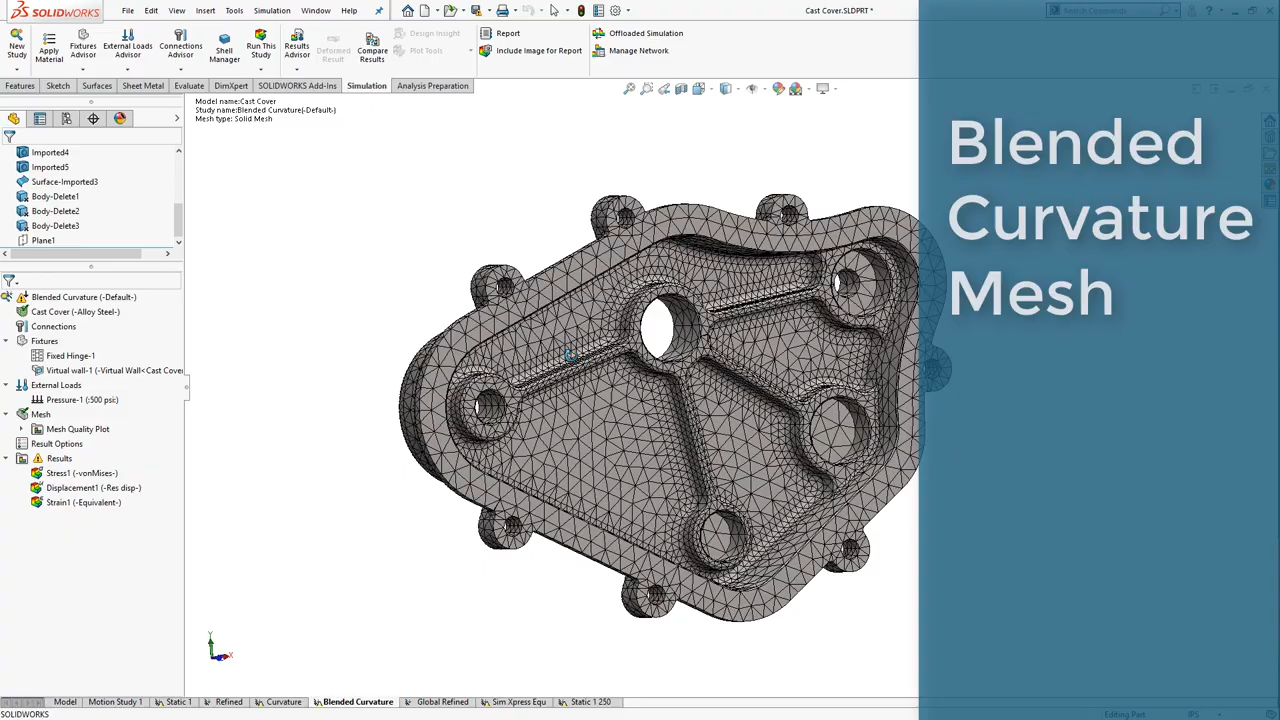 SOLIDWORKS
File Edit View Insert Tools Simulation Window Help
Cast Cover.SLDPRT *
Search Commands
New Study
Apply Material
Fixtures Advisor
External Loads Advisor
Connections Advisor
Shell Manager
Run This Study
Results Advisor
Deformed Result
Compare Results
Design Insight
Plot Tools
Report
Include Image for Report
Offloaded Simulation
Manage Network
Features Sketch Surfaces Sheet Metal Evaluate DimXpert SOLIDWORKS Add-Ins Simulation Analysis Preparation
Model name:Cast Cover
Study name:Blended Curvature(-Default-)
Mesh type: Solid Mesh
Imported4
Imported5
Surface-Imported3
Body-Delete1
Body-Delete2
Body-Delete3
Plane1
Blended Curvature (-Default-)
Cast Cover (-Alloy Steel-)
Connections
Fixtures
Fixed Hinge-1
Virtual wall-1 (-Virtual Wall<Cast Cove
External Loads
Pressure-1 (:500 psi:)
Mesh
Mesh Quality Plot
Result Options
Results
Stress1 (-vonMises-)
Displacement1 (-Res disp-)
Strain1 (-Equivalent-)
Blended
Curvature
Mesh
Y
X
Model Motion Study 1 Static 1 Refined Curvature Blended Curvature Global Refined Sim Xpress Equ Static 1 250
SOLIDWORKS
Editing Part
IPS